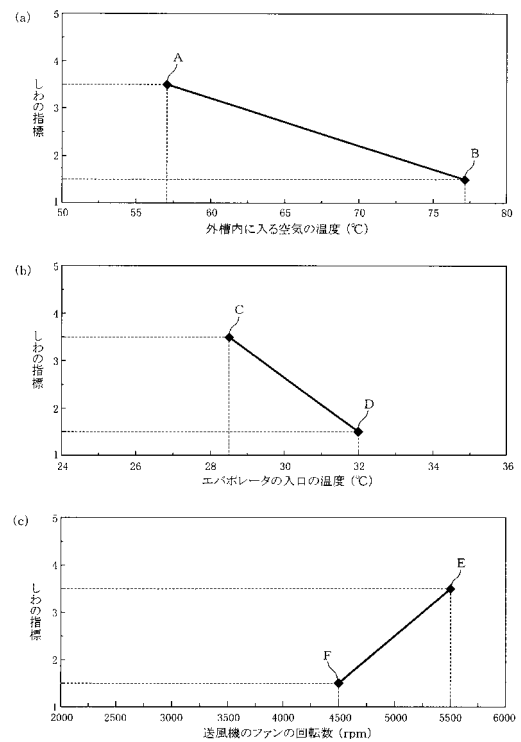 (a)
5
4
3
2
1
しわの指標
A
B
50 55 60 65 70 75 80
外槽内に入る空気の温度 (℃)
(b)
5
4
3
2
1
しわの指標
C
D
24 26 28 30 32 34 36
エバポレータの入口の温度 (℃)
(c)
5
4
3
2
1
しわの指標
E
F
2000 2500 3000 3500 4000 4500 5000 5500 6000
送風機のファンの回転数 (rpm)